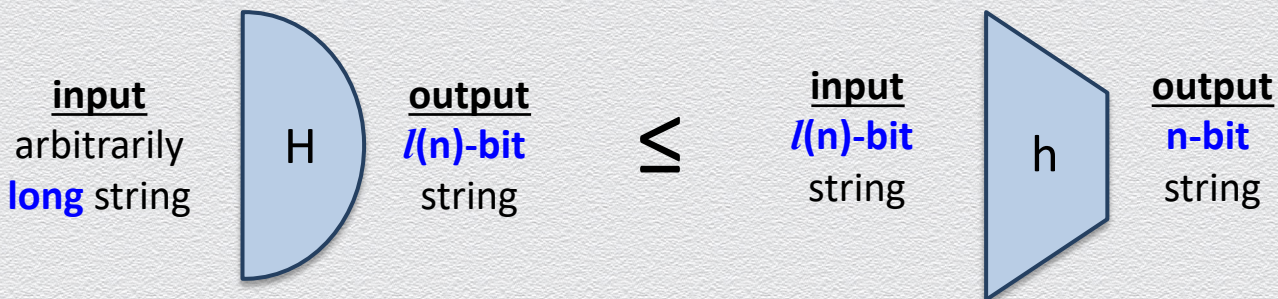 input
arbitrarily
long string
H
output
l(n)-bit
string
≤
input
l(n)-bit
string
h
output
n-bit
string